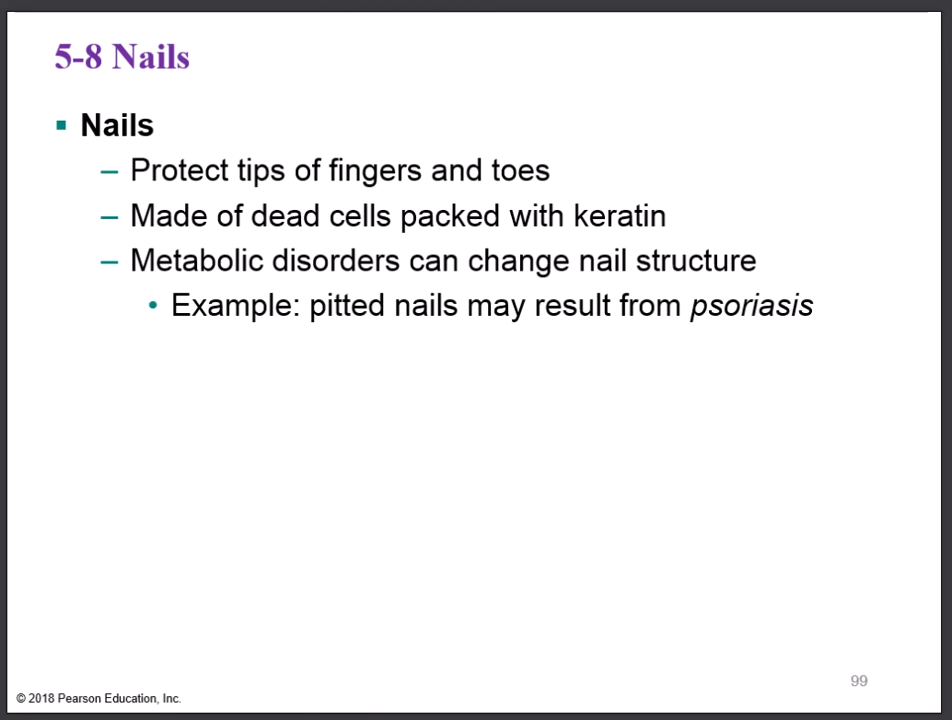 5-8 Nails
▪ Nails
– Protect tips of fingers and toes
– Made of dead cells packed with keratin
– Metabolic disorders can change nail structure
• Example: pitted nails may result from psoriasis
99
© 2018 Pearson Education, Inc.